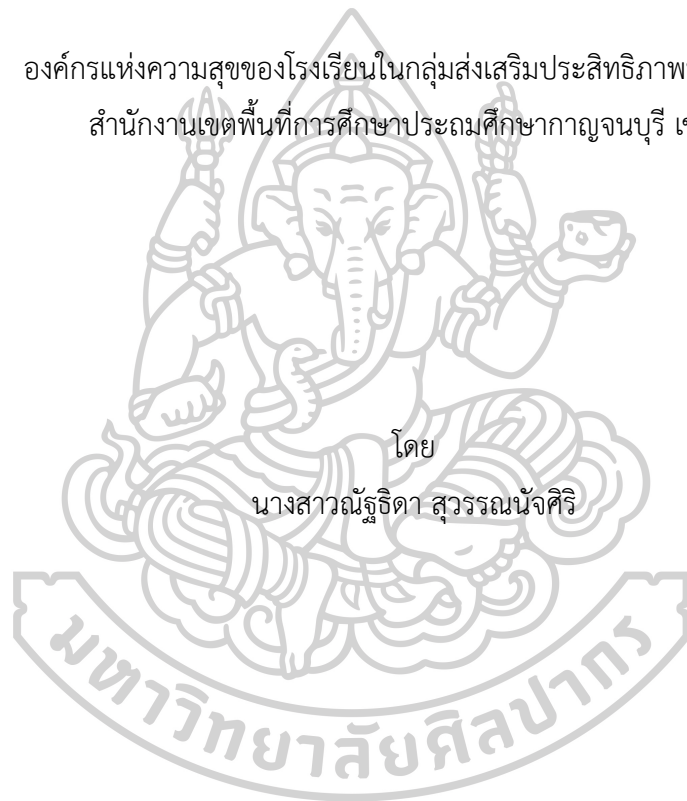 องค์กรแห่งความสุขของโรงเรียนในกลุ่มส่งเสริมประสิทธิภาพ
สำนักงานเขตพื้นที่การศึกษาประถมศึกษากาญจนบุรี
โดย
นางสาวณัฐธิดา สุวรรณนัจศิริ
มหาวิทยาลัยศิลปากร